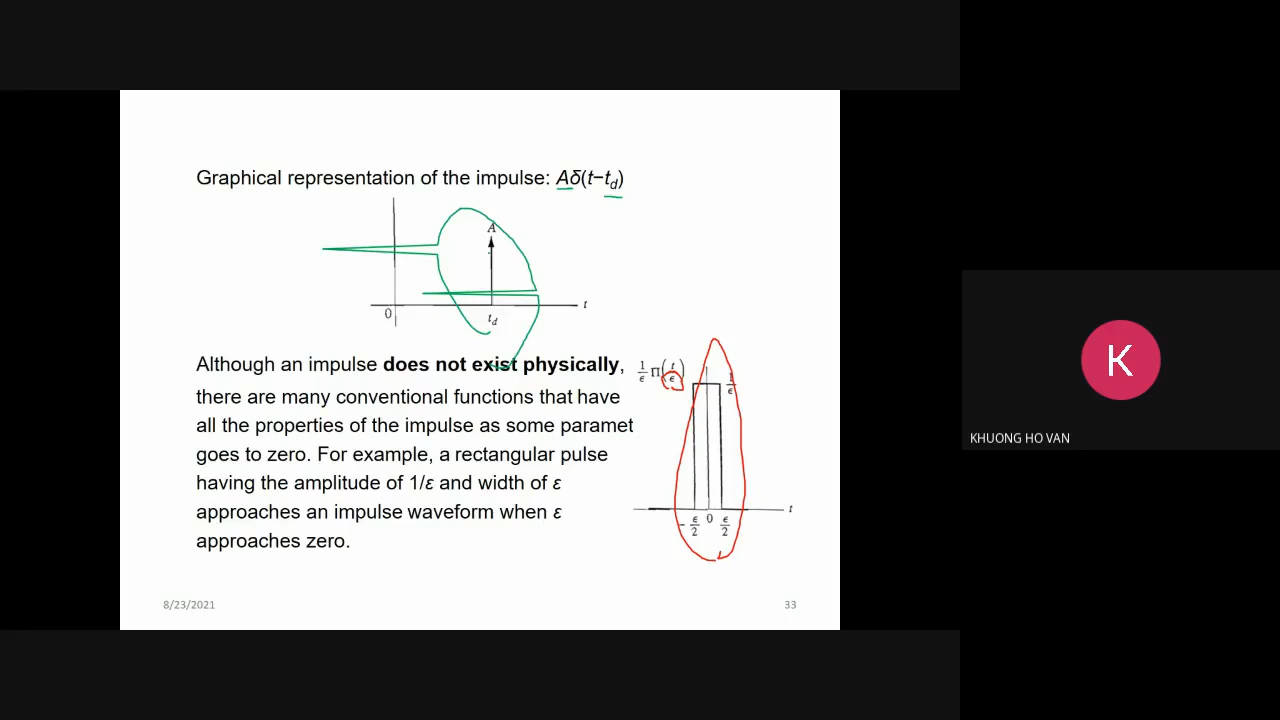 Graphical representation of the impulse: Aδ(t−t_d)
A
0
t_d
t
Although an impulse does not exist physically,
there are many conventional functions that have
all the properties of the impulse as some paramet
goes to zero. For example, a rectangular pulse
having the amplitude of 1/ε and width of ε
approaches an impulse waveform when ε
approaches zero.
1/ϵ Π(t/ϵ)
1/ϵ
−ϵ/2 0 ϵ/2
t
8/23/2021
33
K
KHUONG HO VAN